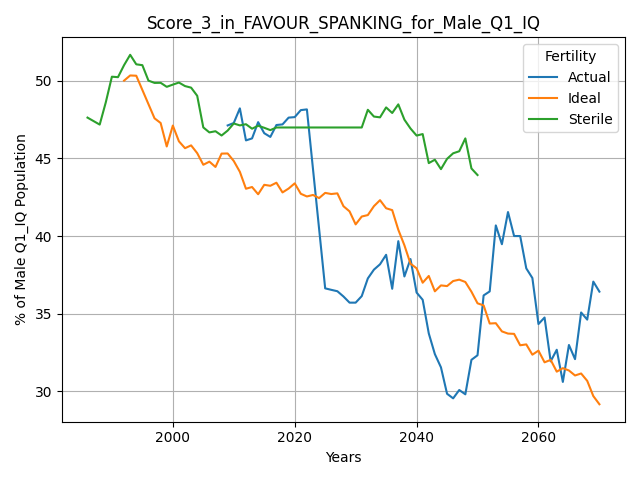 Score_3_in_FAVOUR_SPANKING_for_Male_Q1_IQ
Fertility
Actual
Ideal
Sterile
% of Male Q1_IQ Population
50
45
40
35
30
2000 2020 2040 2060
Years